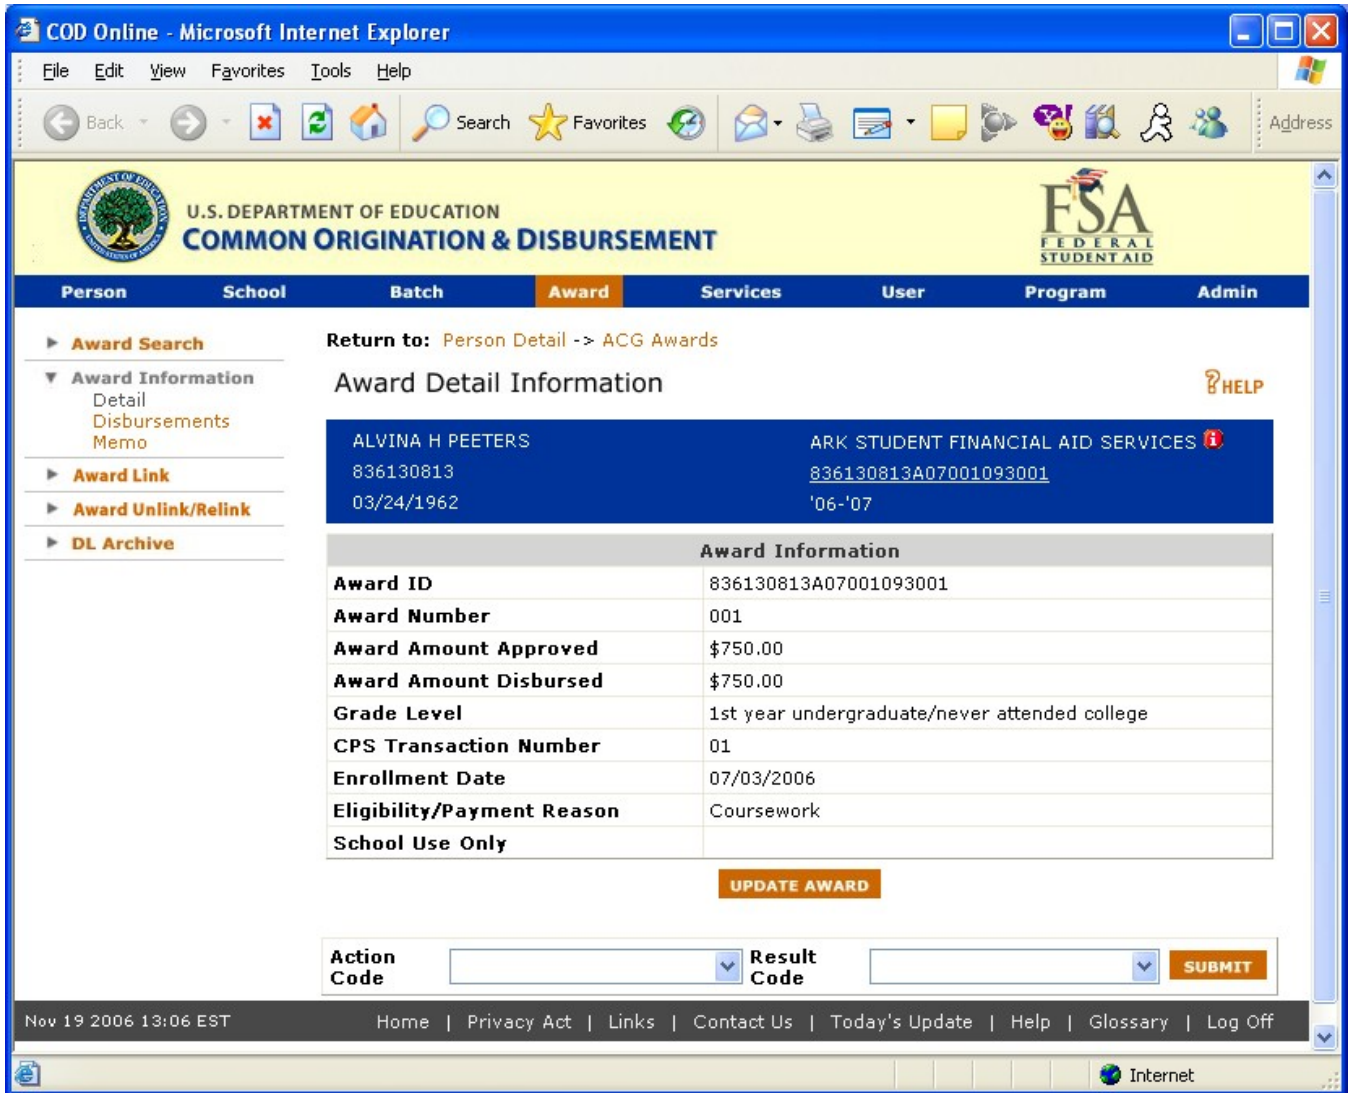 COD Online - Microsoft Internet Explorer
File Edit View Favorites Tools Help
Back Search Favorites Address
U.S. DEPARTMENT OF EDUCATION
COMMON ORIGINATION & DISBURSEMENT
FSA
FEDERAL
STUDENT AID
Person School Batch Award Services User Program Admin
Award Search
Award Information
Detail
Disbursements
Memo
Award Link
Award Unlink/Relink
DL Archive
Return to: Person Detail -> ACG Awards
Award Detail Information
?HELP
ALVINA H PEETERS ARK STUDENT FINANCIAL AID SERVICES
836130813 836130813A07001093001
03/24/1962 '06-'07
Award Information
Award ID 836130813A07001093001
Award Number 001
Award Amount Approved $750.00
Award Amount Disbursed $750.00
Grade Level 1st year undergraduate/never attended college
CPS Transaction Number 01
Enrollment Date 07/03/2006
Eligibility/Payment Reason Coursework
School Use Only
UPDATE AWARD
Action Code Result Code SUBMIT
Nov 19 2006 13:06 EST Home | Privacy Act | Links | Contact Us | Today's Update | Help | Glossary | Log Off
Internet